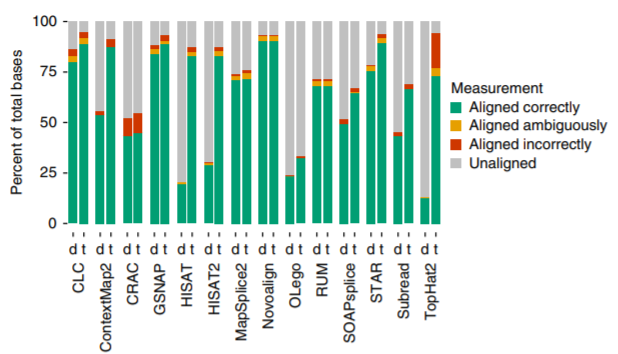 100
75
50
25
0
Percent of total bases
Measurement
Aligned correctly
Aligned ambiguously
Aligned incorrectly
Unaligned
d t d t d t d t d t d t d t d t d t d t d t d t d t d t
CLC
ContextMap2
CRAC
GSNAP
HISAT
HISAT2
MapSplice2
Novoalign
OLego
RUM
SOAPsplice
STAR
Subread
TopHat2